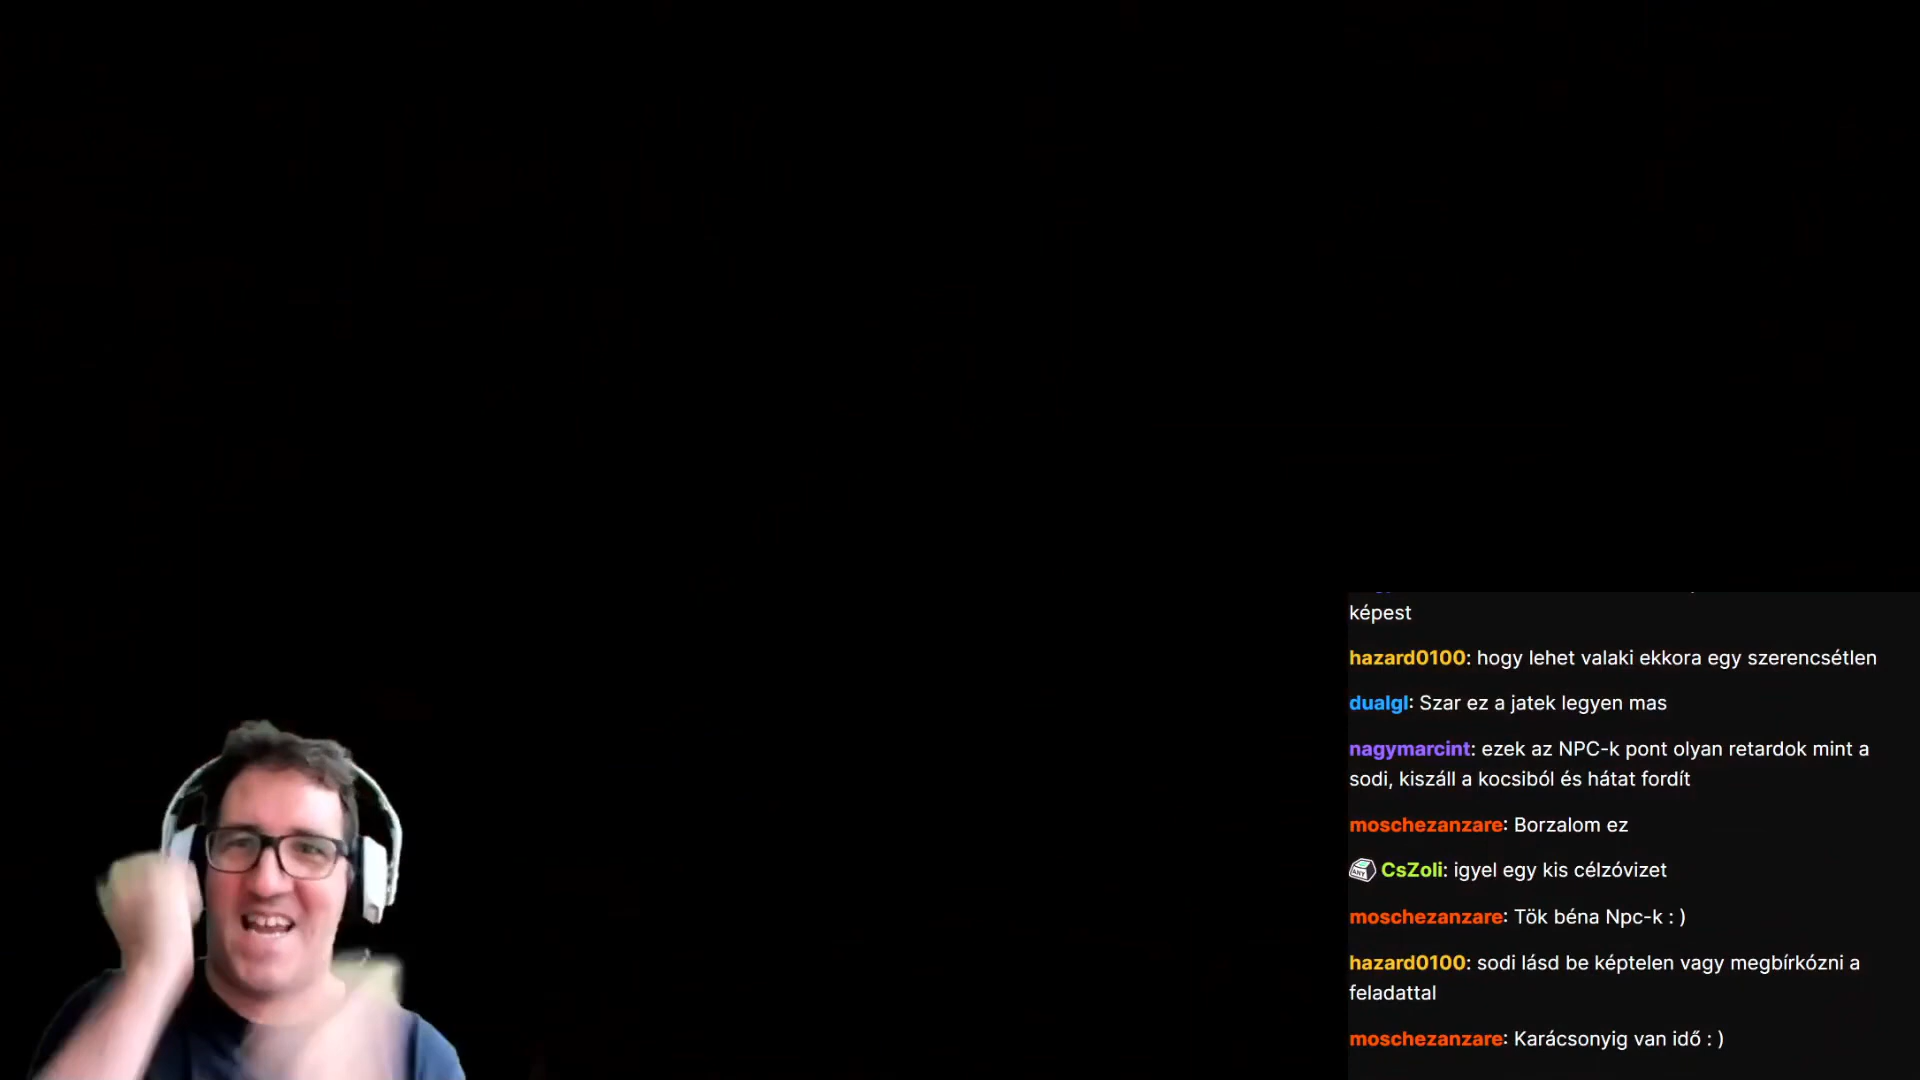 képest
hazard0100: hogy lehet valaki ekkora egy szerencsétlen
dualgl: Szar ez a jatek legyen mas
nagymarcint: ezek az NPC-k pont olyan retardok mint a
sodi, kiszáll a kocsiból és hátat fordít
moschezanzare: Borzalom ez
CsZoli: igyel egy kis célzóvizet
moschezanzare: Tök béna Npc-k : )
hazard0100: sodi lásd be képtelen vagy megbírkózni a
feladattal
moschezanzare: Karácsonyig van idő : )